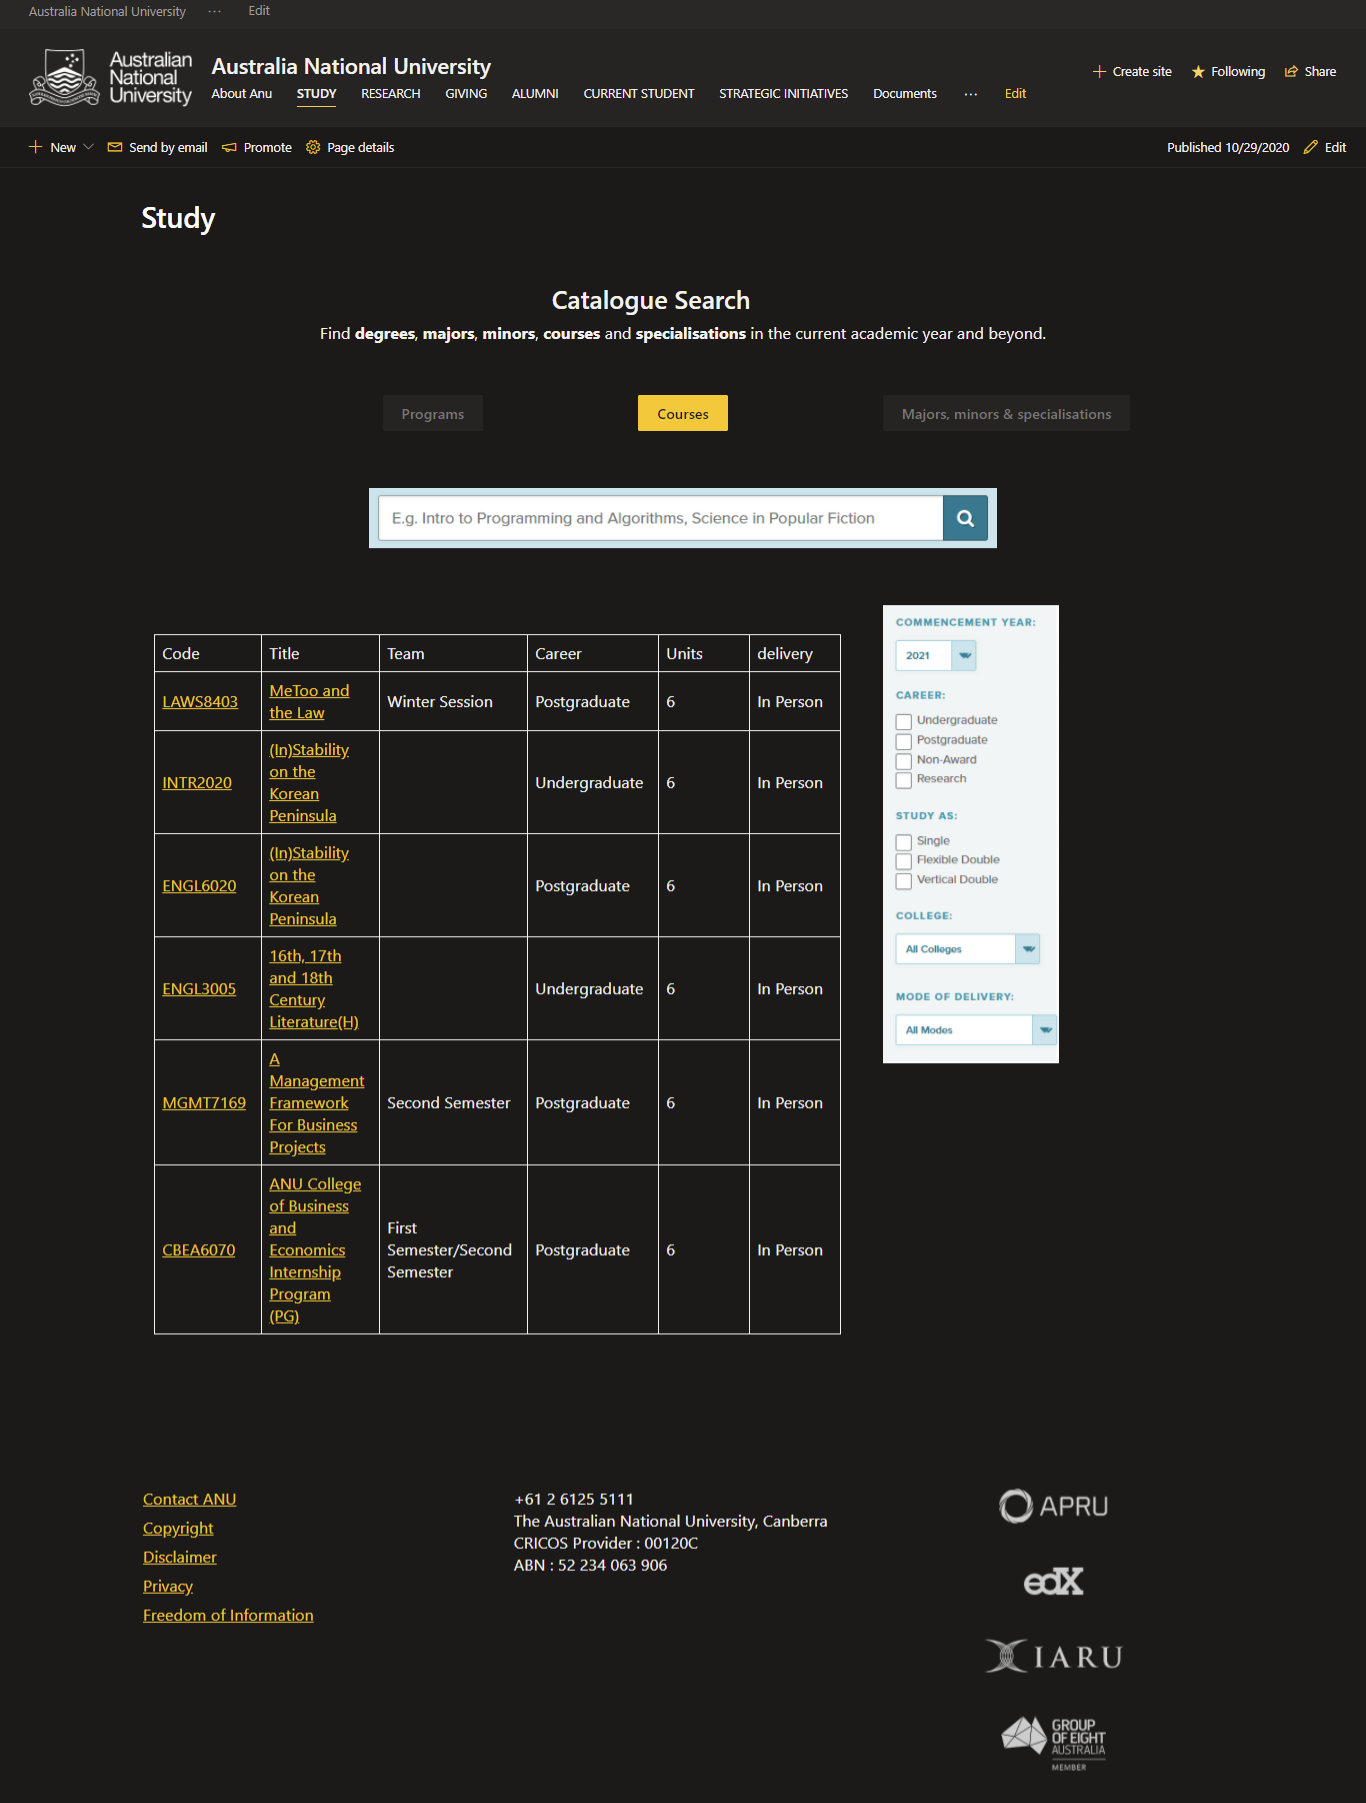 Australia National University ··· Edit
Australian
National
University
Australia National University
About Anu STUDY RESEARCH GIVING ALUMNI CURRENT STUDENT STRATEGIC INITIATIVES Documents ··· Edit
Create site Following Share
New Send by email Promote Page details Published 10/29/2020 Edit
Study
Catalogue Search
Find degrees, majors, minors, courses and specialisations in the current academic year and beyond.
Programs Courses Majors, minors & specialisations
E.g. Intro to Programming and Algorithms, Science in Popular Fiction
Code Title Team Career Units delivery
LAWS8403 MeToo and
the Law Winter Session Postgraduate 6 In Person
INTR2020 (In)Stability
on the
Korean
Peninsula Undergraduate 6 In Person
ENGL6020 (In)Stability
on the
Korean
Peninsula Postgraduate 6 In Person
ENGL3005 16th, 17th
and 18th
Century
Literature(H) Undergraduate 6 In Person
MGMT7169 A
Management
Framework
For Business
Projects Second Semester Postgraduate 6 In Person
CBEA6070 ANU College
of Business
and
Economics
Internship
Program
(PG) First
Semester/Second
Semester Postgraduate 6 In Person
COMMENCEMENT YEAR:
2021
CAREER:
Undergraduate
Postgraduate
Non-Award
Research
STUDY AS:
Single
Flexible Double
Vertical Double
COLLEGE:
All Colleges
MODE OF DELIVERY:
All Modes
Contact ANU
Copyright
Disclaimer
Privacy
Freedom of Information
+61 2 6125 5111
The Australian National University, Canberra
CRICOS Provider : 00120C
ABN : 52 234 063 906
APRU
edX
IARU
GROUP
OF EIGHT
AUSTRALIA
MEMBER